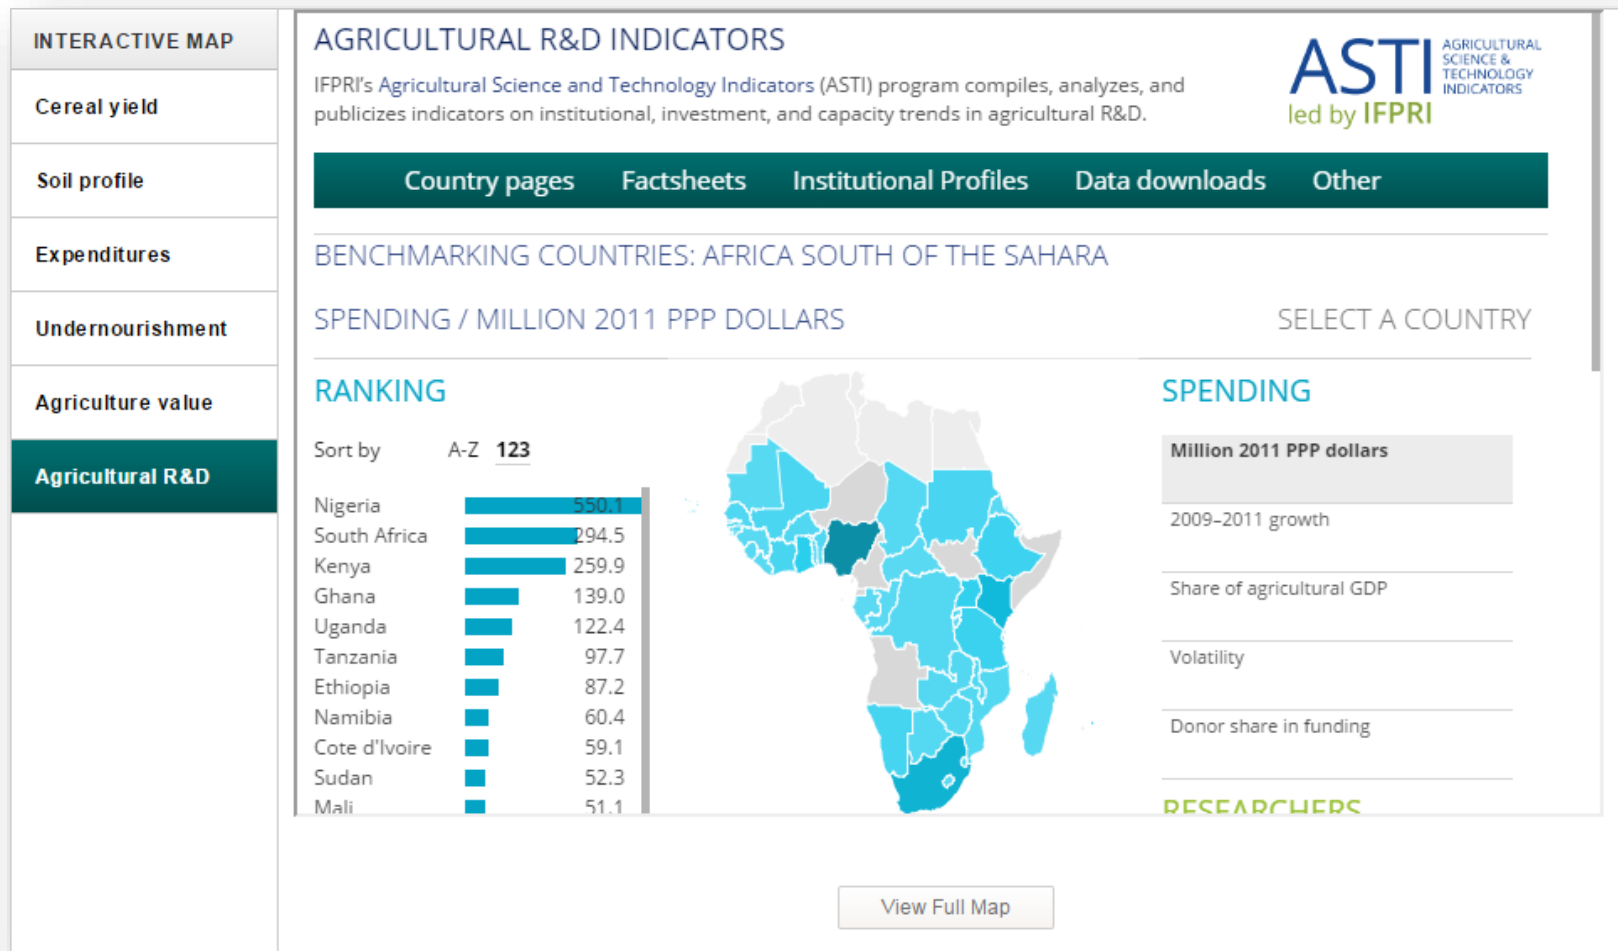 INTERACTIVE MAP
Cereal yield
Soil profile
Expenditures
Undernourishment
Agriculture value
Agricultural R&D
AGRICULTURAL R&D INDICATORS
IFPRI's Agricultural Science and Technology Indicators (ASTI) program compiles, analyzes, and
publicizes indicators on institutional, investment, and capacity trends in agricultural R&D.
ASTI
AGRICULTURAL
SCIENCE &
TECHNOLOGY
INDICATORS
led by IFPRI
Country pages Factsheets Institutional Profiles Data downloads Other
BENCHMARKING COUNTRIES: AFRICA SOUTH OF THE SAHARA
SPENDING / MILLION 2011 PPP DOLLARS
SELECT A COUNTRY
RANKING
Sort by A-Z 123
Nigeria 550.1
South Africa 294.5
Kenya 259.9
Ghana 139.0
Uganda 122.4
Tanzania 97.7
Ethiopia 87.2
Namibia 60.4
Cote d'Ivoire 59.1
Sudan 52.3
Mali 51.1
SPENDING
Million 2011 PPP dollars
2009–2011 growth
Share of agricultural GDP
Volatility
Donor share in funding
RESEARCHERS
View Full Map